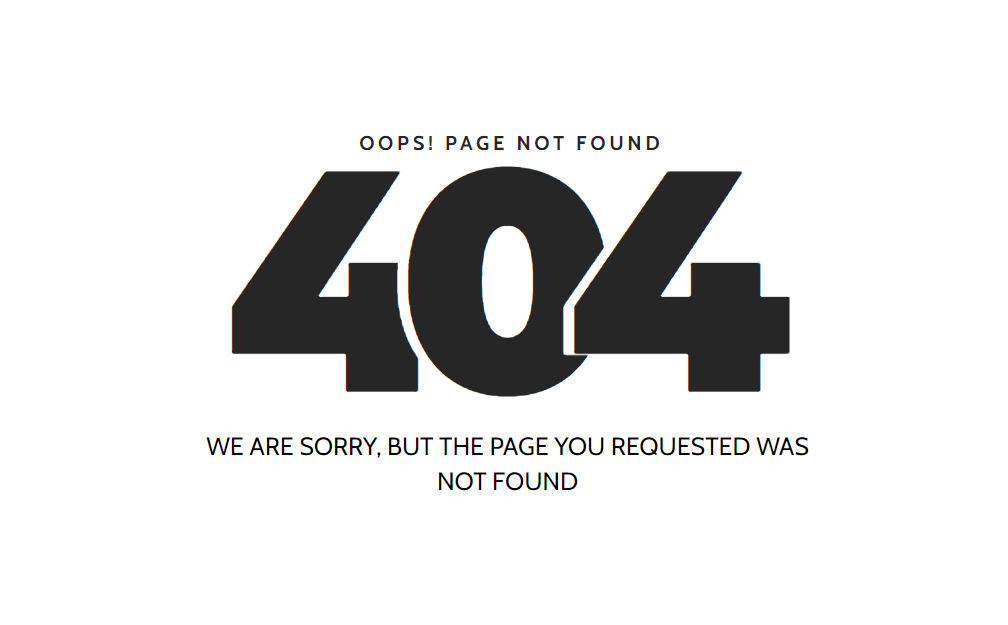 OOPS! PAGE NOT FOUND
404
WE ARE SORRY, BUT THE PAGE YOU REQUESTED WAS
NOT FOUND